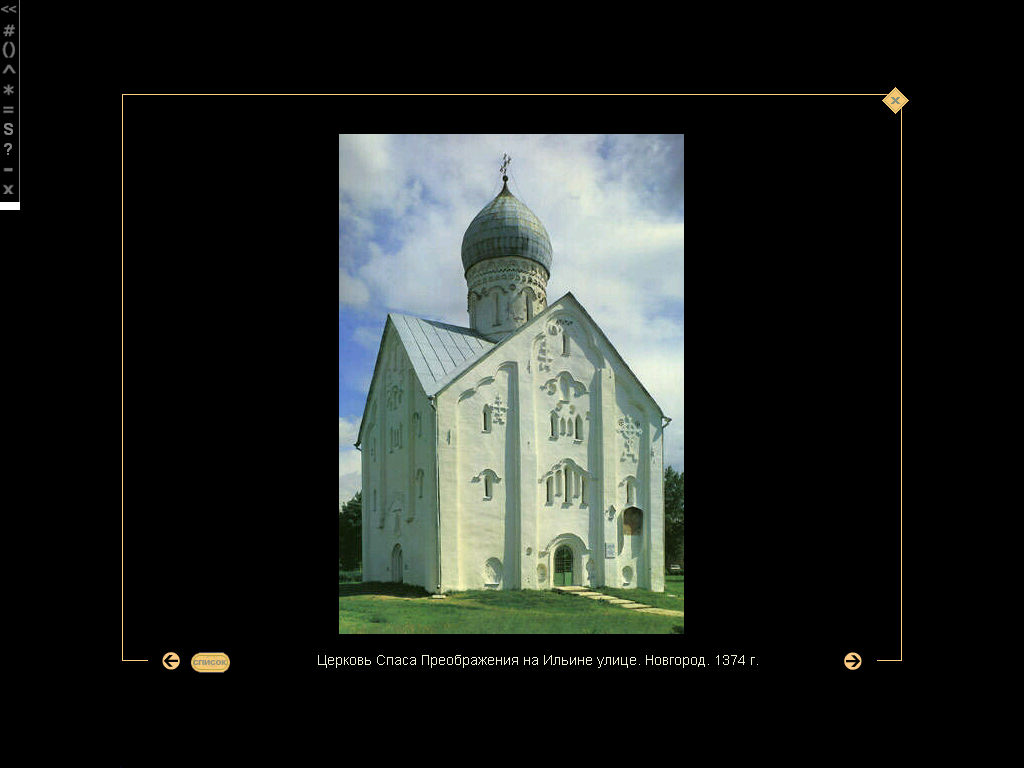 <<
#
()
^
*
=
S
?
-
x
x
список
Церковь Спаса Преображения на Ильине улице. Новгород. 1374 г.